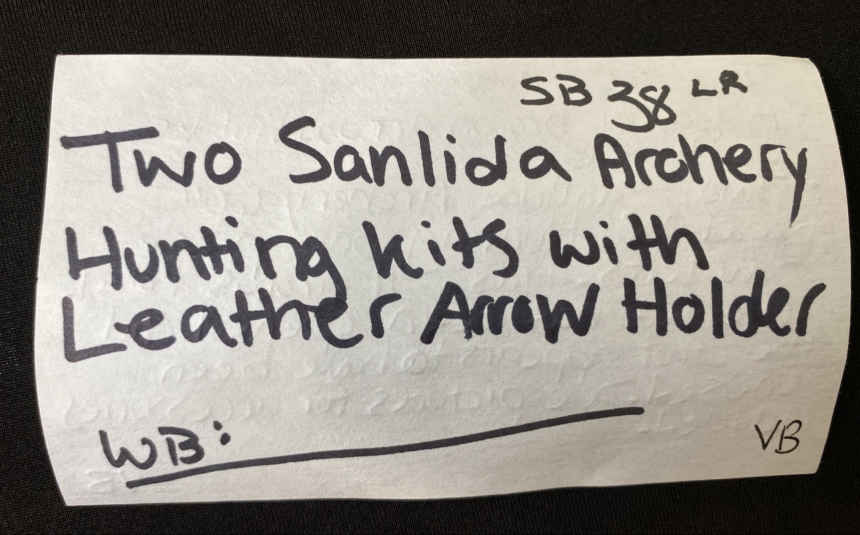 SB 38 LR
Two Sanlida Archery
Hunting kits with
Leather Arrow Holder
WB:
VB